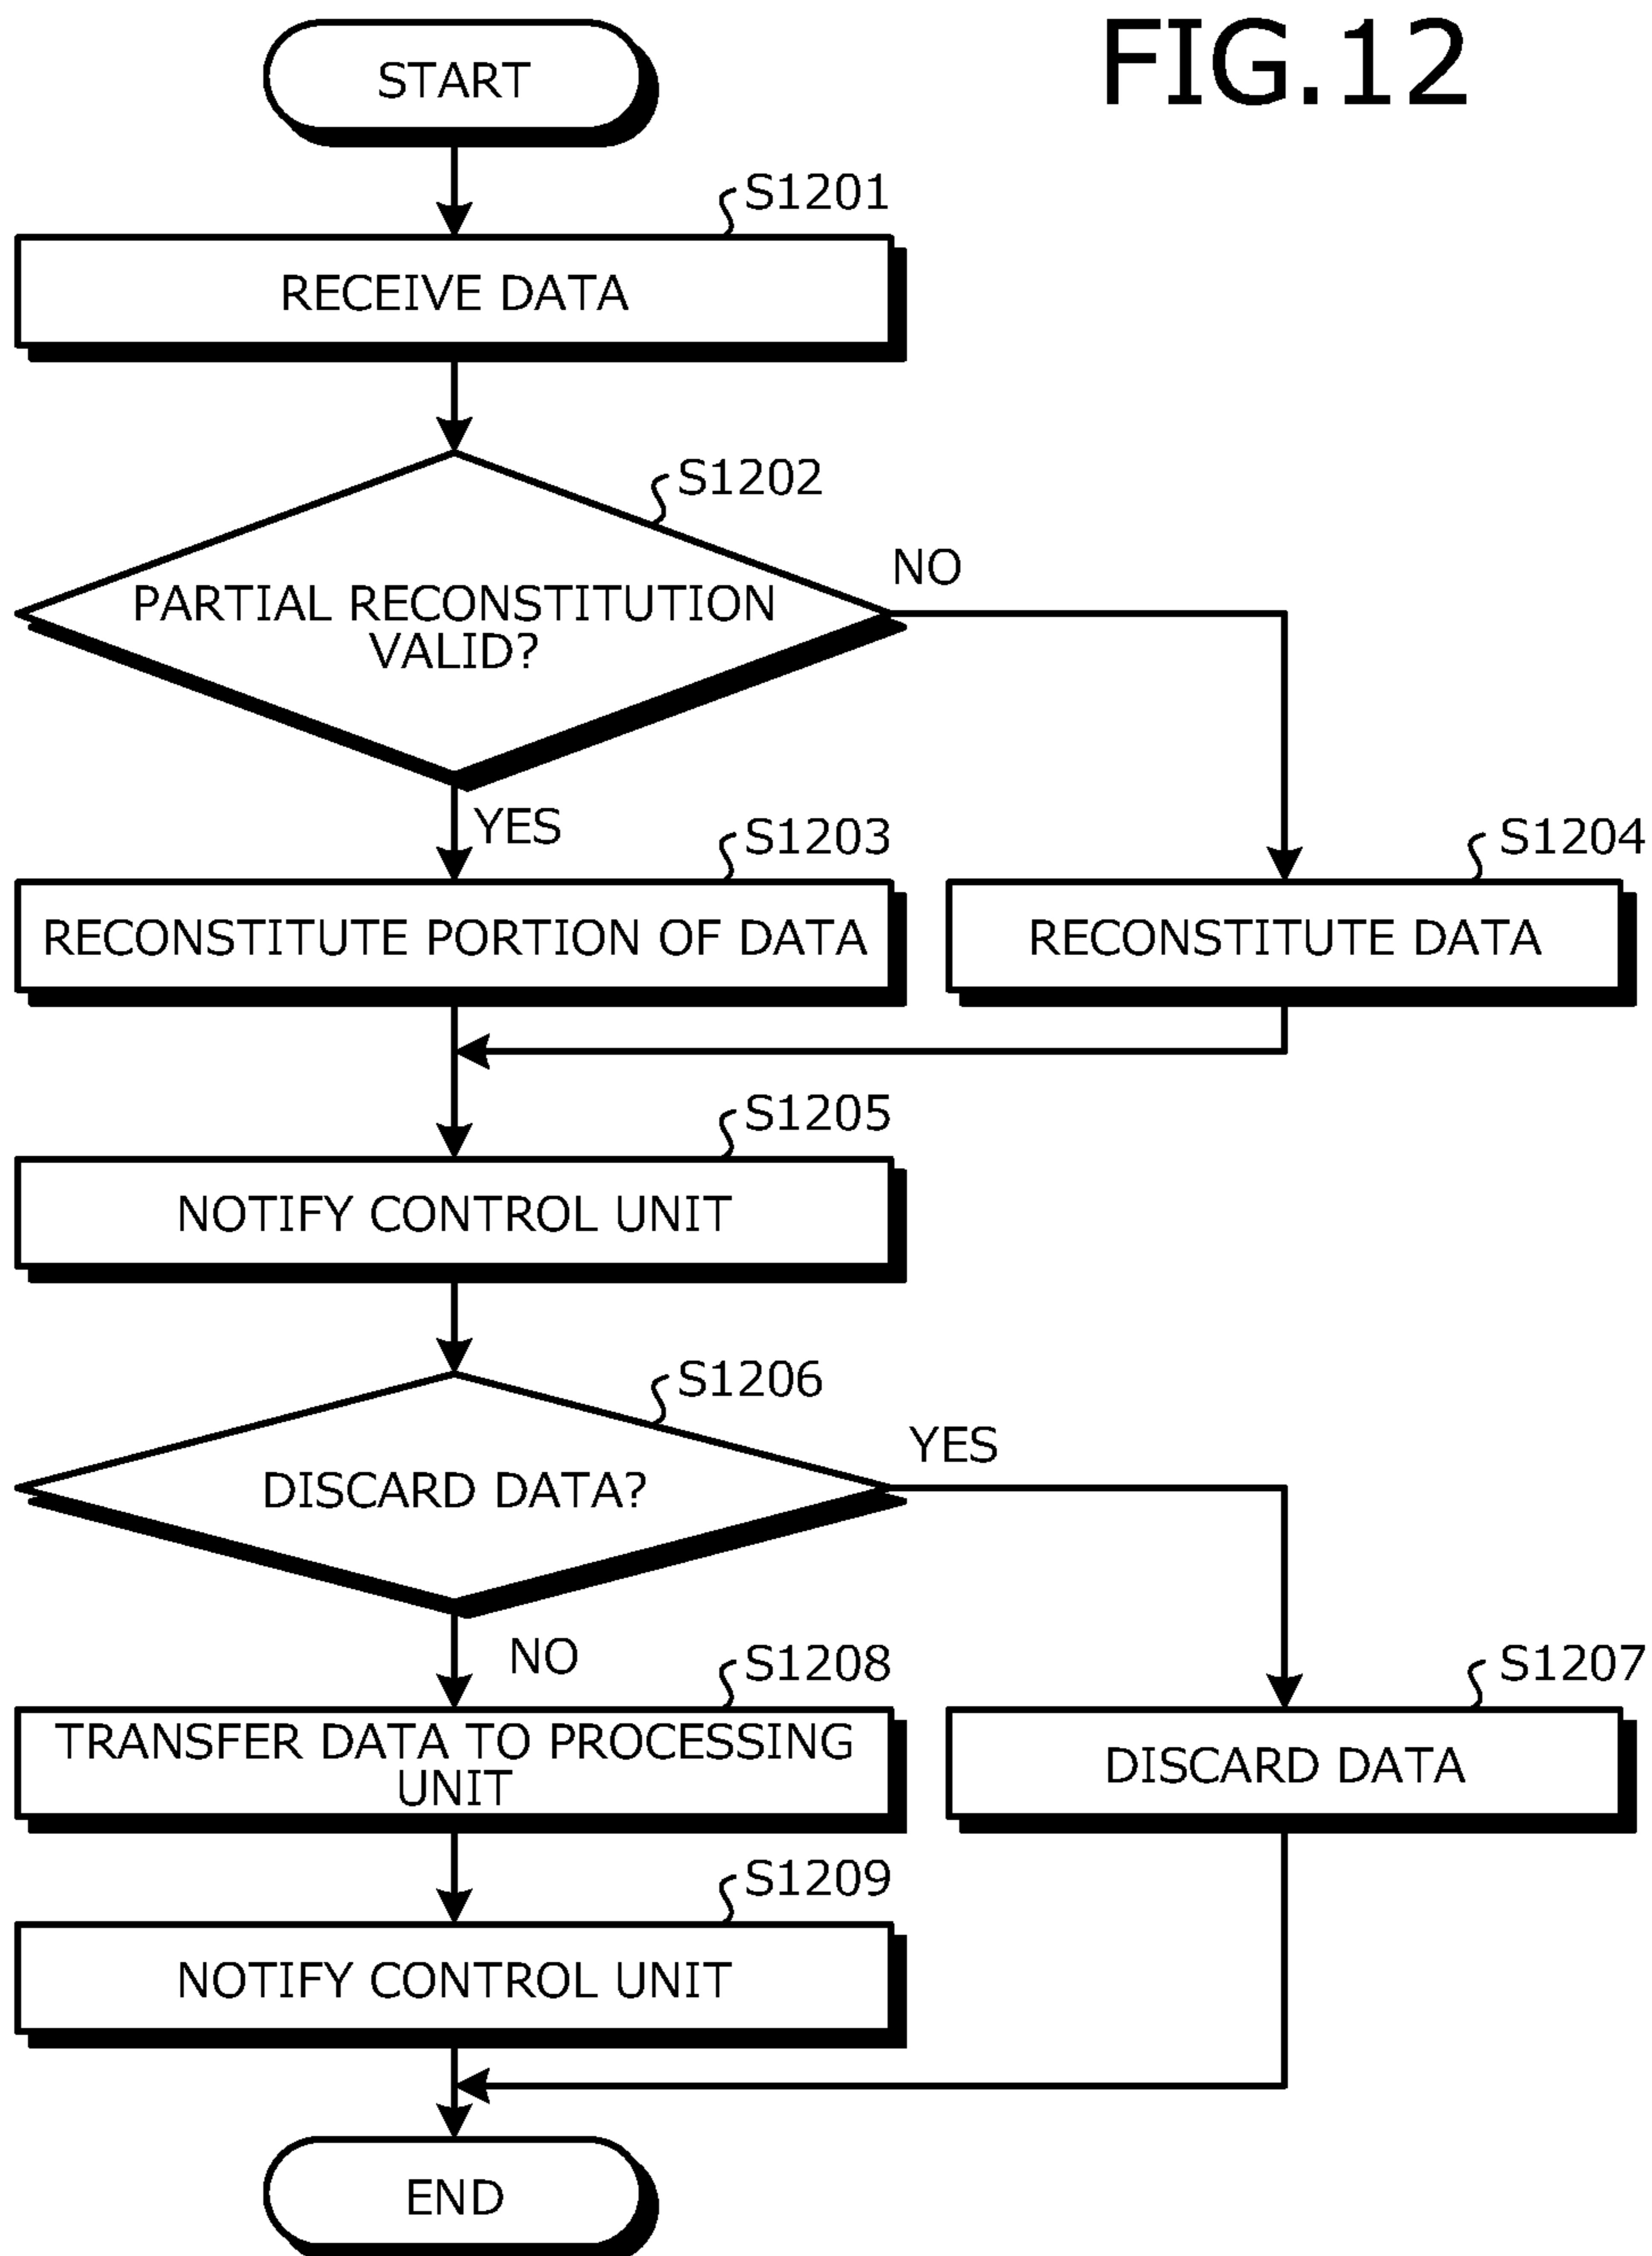 FIG.12
START
S1201
RECEIVE DATA
S1202
PARTIAL RECONSTITUTION
VALID?
NO
YES
S1203
RECONSTITUTE PORTION OF DATA
S1204
RECONSTITUTE DATA
S1205
NOTIFY CONTROL UNIT
S1206
DISCARD DATA?
YES
NO
S1208
TRANSFER DATA TO PROCESSING
UNIT
S1207
DISCARD DATA
S1209
NOTIFY CONTROL UNIT
END